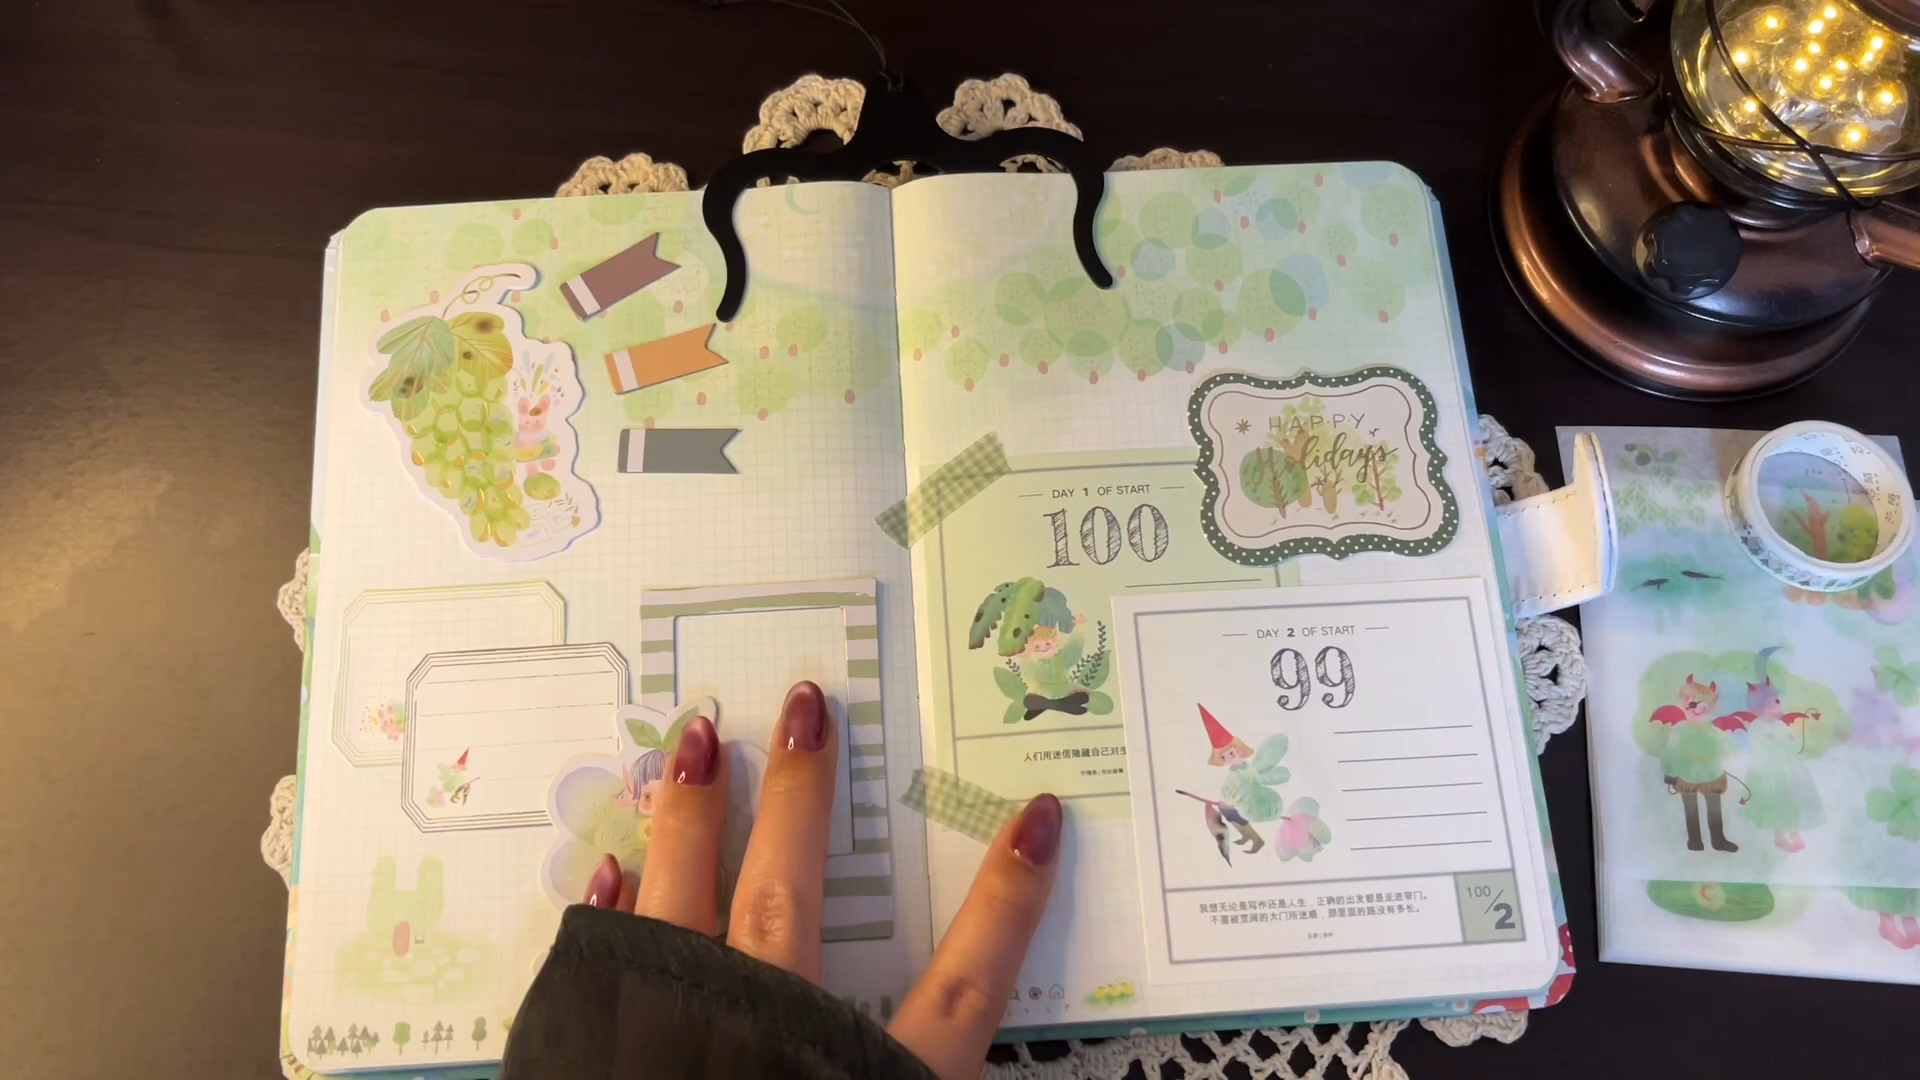 DAY 1 OF START
100
人们用迷信隐藏自己对生
HAPPY
Holidays
DAY 2 OF START
99
我想无论是写作还是人生，正确的出发都是走进窄门。
不要被宽阔的大门所迷惑，那里面的路没有多长。
100/2